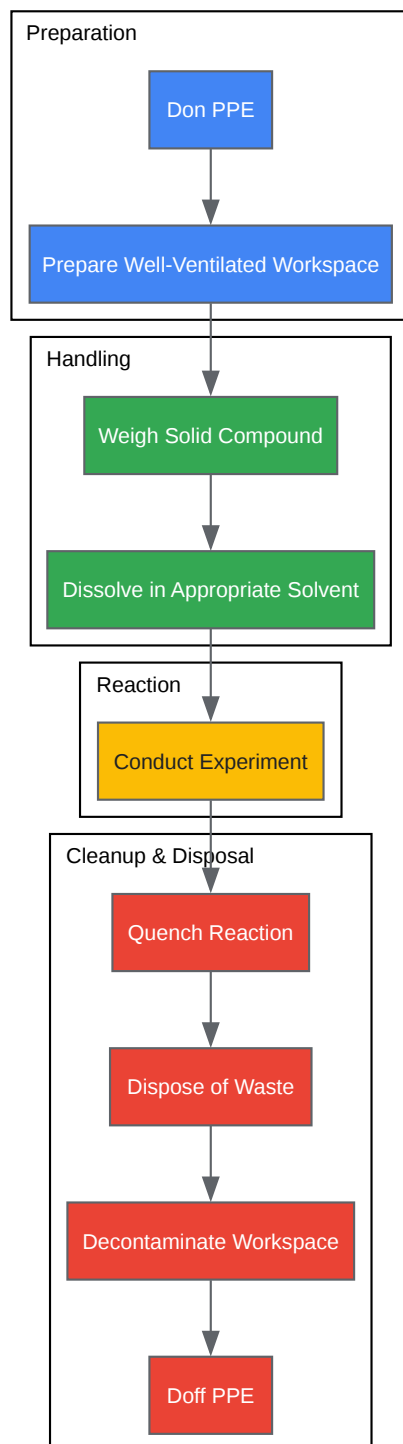 Preparation
Don PPE
Prepare Well-Ventilated Workspace
Handling
Weigh Solid Compound
Dissolve in Appropriate Solvent
Reaction
Conduct Experiment
Cleanup & Disposal
Quench Reaction
Dispose of Waste
Decontaminate Workspace
Doff PPE